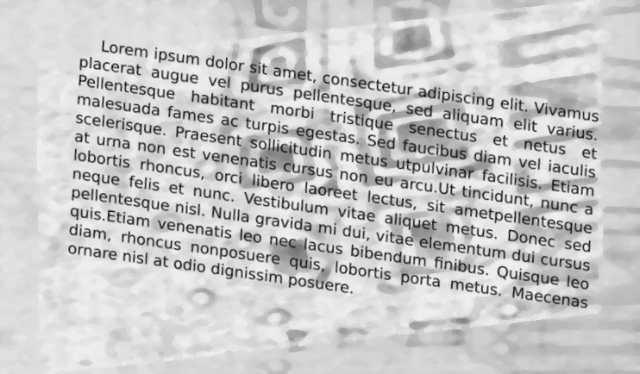 Lorem ipsum dolor sit amet, consectetur adipiscing elit. Vivamus
placerat augue vel purus pellentesque, sed aliquam elit varius.
Pellentesque habitant morbi tristique senectus et netus et
malesuada fames ac turpis egestas. Sed faucibus diam vel iaculis
scelerisque. Praesent sollicitudin metus utpulvinar facilisis. Etiam
at urna non est venenatis cursus non eu arcu.Ut tincidunt, nunc a
lobortis rhoncus, orci libero laoreet lectus, sit ametpellentesque
neque felis et nunc. Vestibulum vitae aliquet metus. Donec sed
pellentesque nisl. Nulla gravida mi dui, vitae elementum dui cursus
quis.Etiam venenatis leo nec lacus bibendum finibus. Quisque leo
diam, rhoncus nonposuere quis, lobortis porta metus. Maecenas
ornare nisl at odio dignissim posuere.